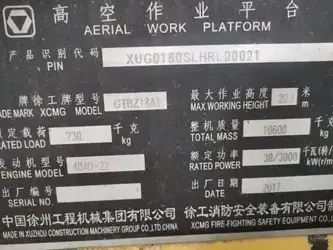 高空作业平台
AERIAL WORK PLATFORM
产品识别代码
PIN
XUG0180SLHRL00021
牌徐工牌型号 GTBZ18A1
MARK XCMG MODEL
最大作业高度 米
MAX.WORKING HEIGHT m
定载荷 230 千克
RATED LOAD kg
整机质量 10600 千克
TOTAL MASS kg
发动机型号
ENGINE MODEL
额定功率 38/3000
RATED POWER
出厂编号
出厂日期 2017
中国徐州工程机械集团有限公司
MADE IN XUZHOU CONSTRUCTION MACHINERY GROUP CO.,LTD
徐工消防安全装备有限公司
XCMG FIRE-FIGHTING SAFETY EQUIPMENT CO.